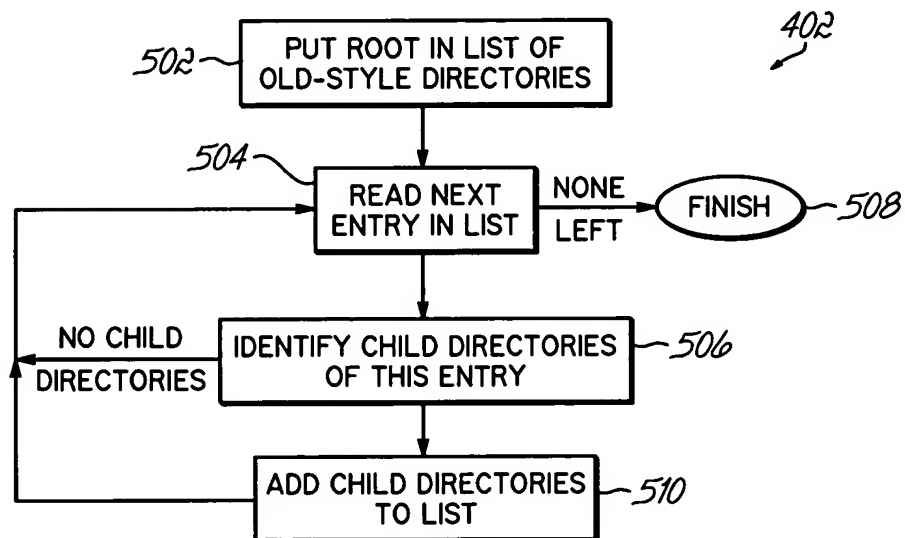 402
502
PUT ROOT IN LIST OF
OLD-STYLE DIRECTORIES
504
READ NEXT
ENTRY IN LIST
NONE
LEFT
FINISH
508
NO CHILD
DIRECTORIES
IDENTIFY CHILD DIRECTORIES
OF THIS ENTRY
506
ADD CHILD DIRECTORIES
TO LIST
510